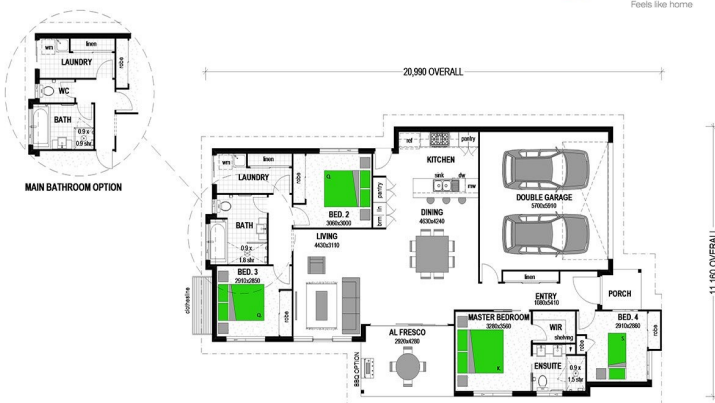 Feels like home
20,990 OVERALL
11,160 OVERALL
wm
linen
LAUNDRY
robe
WC
BATH
0.9 x
0.9 shr
MAIN BATHROOM OPTION
wm
linen
LAUNDRY
robe
BED. 2
3060x3000
Q.
pantry
lin
brm
ref
pantry
KITCHEN
sink
dw
mw
DINING
4630x4240
DOUBLE GARAGE
5700x5910
BATH
0.9 x
1.8 shr
LIVING
4430x3110
BED. 3
2910x2850
Q.
robe
clothesline
linen
ENTRY
PORCH
AL FRESCO
2920x4280
BBQ OPTION
MASTER BEDROOM
3280x3560
K.
WIR
shelving
ENSUITE
0.9 x
1.5 shr
robe
BED. 4
2910x2860
S.
robe